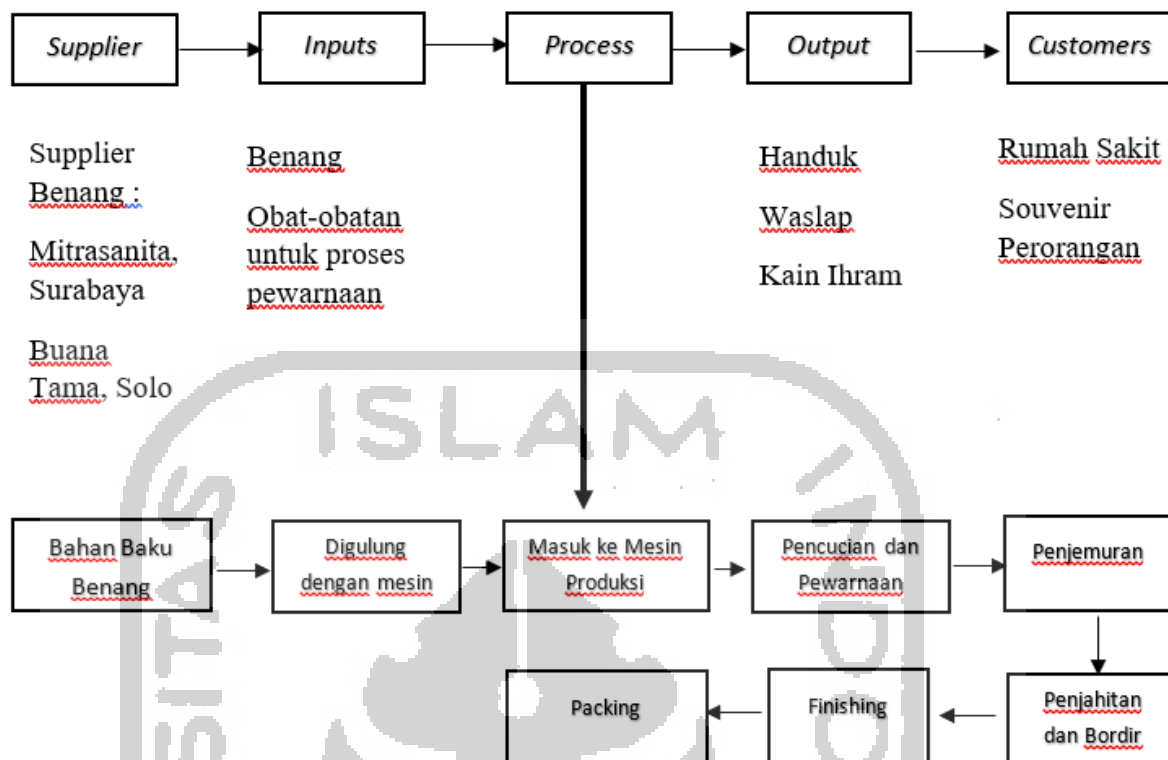 Supplier
Inputs
Process
Output
Customers
Supplier
Benang :
Mitrasanita,
Surabaya
Buana
Tama, Solo
Benang
Obat-obatan
untuk proses
pewarnaan
Handuk
Waslap
Kain Ihram
Rumah Sakit
Souvenir
Perorangan
ISLAM
SITAS
INDON
Bahan Baku
Benang
Digulung
dengan mesin
Masuk ke Mesin
Produksi
Pencucian dan
Pewarnaan
Penjemuran
Penjahitan
dan Bordir
Finishing
Packing